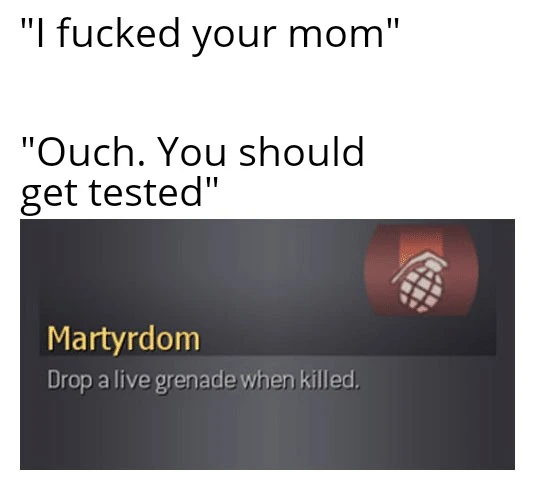 "I fucked your mom"
"Ouch. You should
get tested"
Martyrdom
Drop a live grenade when killed.